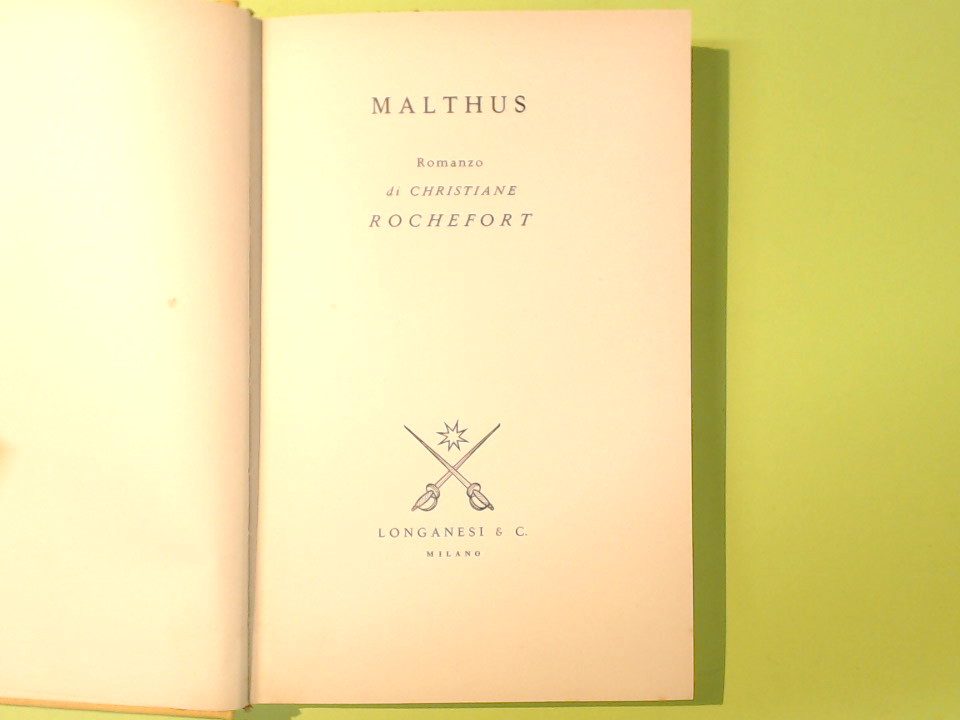 MALTHUS
Romanzo
di CHRISTIANE
ROCHEFORT
LONGANESI & C.
MILANO